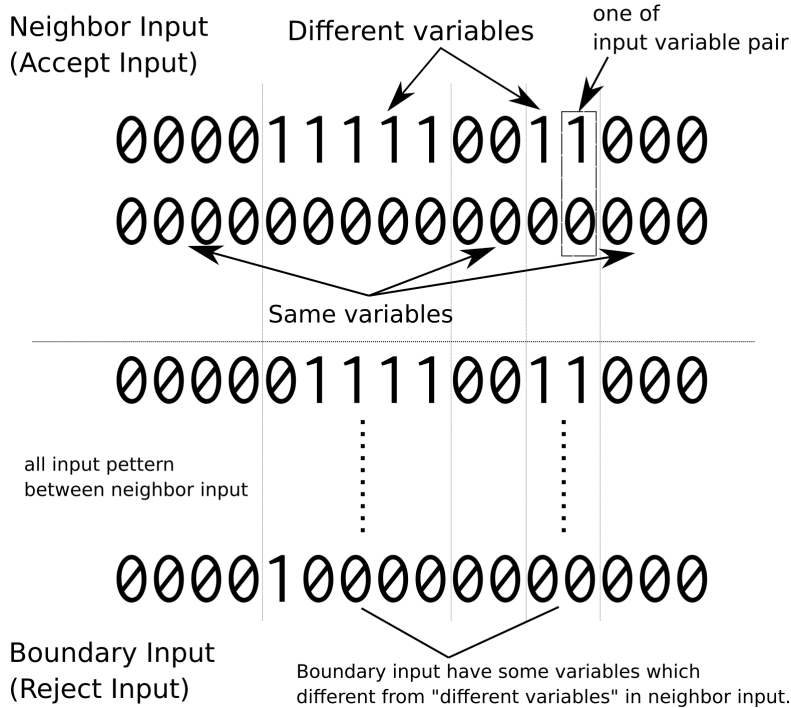 Neighbor Input
(Accept Input)
Different variables
one of
input variable pair
0000111110011000
0000000000000000
Same variables
0000011110011000
all input pettern
between neighbor input
0000100000000000
Boundary Input
(Reject Input)
Boundary input have some variables which
different from "different variables" in neighbor input.